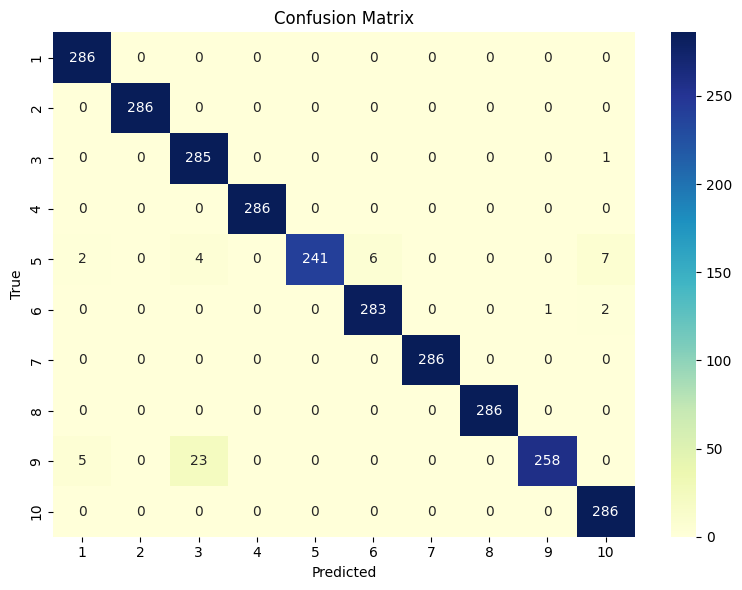 Confusion Matrix
1 286 0 0 0 0 0 0 0 0 0
2 0 286 0 0 0 0 0 0 0 0
3 0 0 285 0 0 0 0 0 0 1
4 0 0 0 286 0 0 0 0 0 0
5 2 0 4 0 241 6 0 0 0 7
6 0 0 0 0 0 283 0 0 1 2
7 0 0 0 0 0 0 286 0 0 0
8 0 0 0 0 0 0 0 286 0 0
9 5 0 23 0 0 0 0 0 258 0
10 0 0 0 0 0 0 0 0 0 286
1 2 3 4 5 6 7 8 9 10
Predicted
True
250
200
150
100
50
0